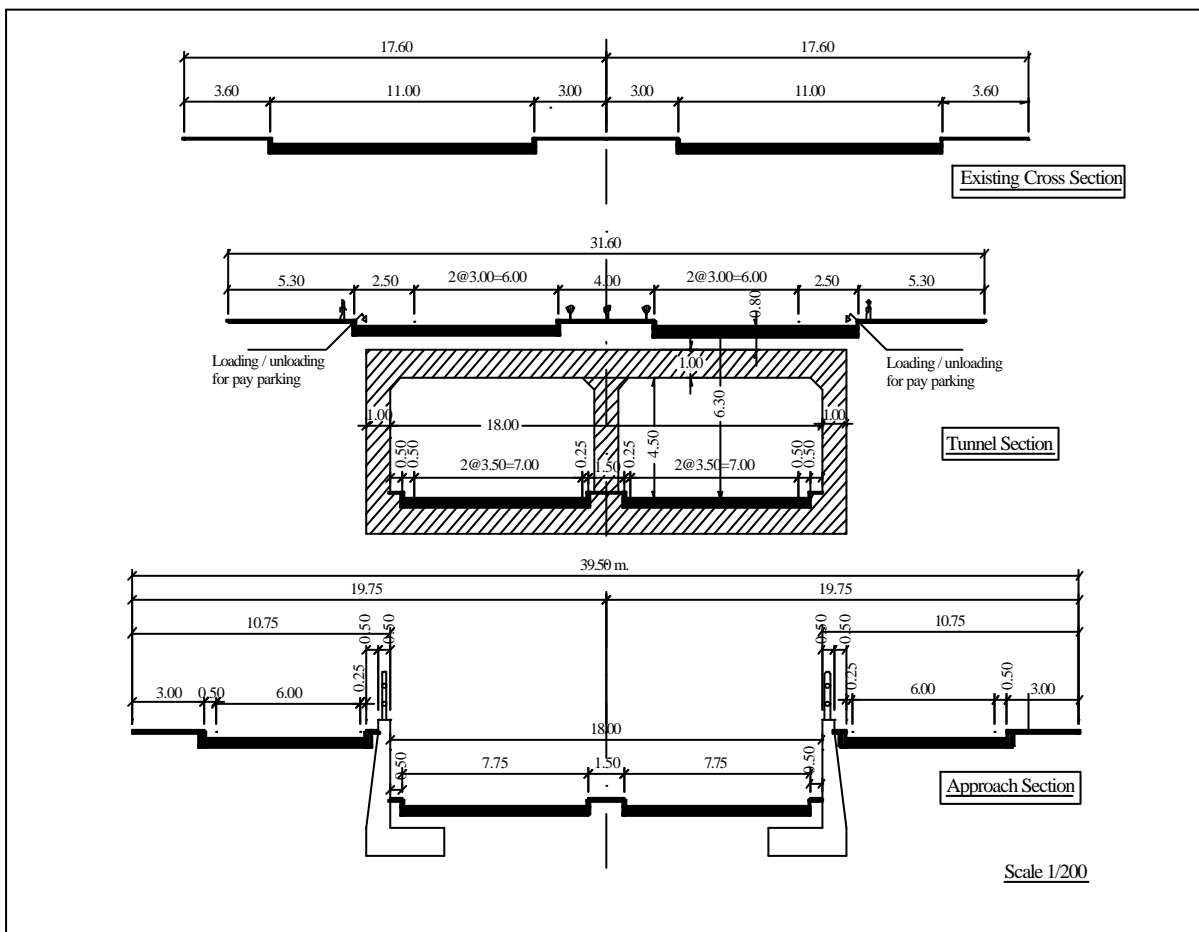 17.60 17.60
3.60 11.00 3.00 3.00 11.00 3.60
Existing Cross Section
31.60
5.30 2.50 2@3.00=6.00 4.00 2@3.00=6.00 2.50 5.30
0.80
Loading / unloading
for pay parking
Loading / unloading
for pay parking
1.00
1.00 18.00 4.50 6.30 1.00
Tunnel Section
0.50 0.50 2@3.50=7.00 0.25 1.50 0.25 2@3.50=7.00 0.50 0.50
39.50 m.
19.75 19.75
10.75 0.50 0.50 0.50 0.50 10.75
3.00 0.50 6.00 0.25 0.25 6.00 0.50 3.00
18.00
0.50 7.75 1.50 7.75 0.50
Approach Section
Scale 1/200